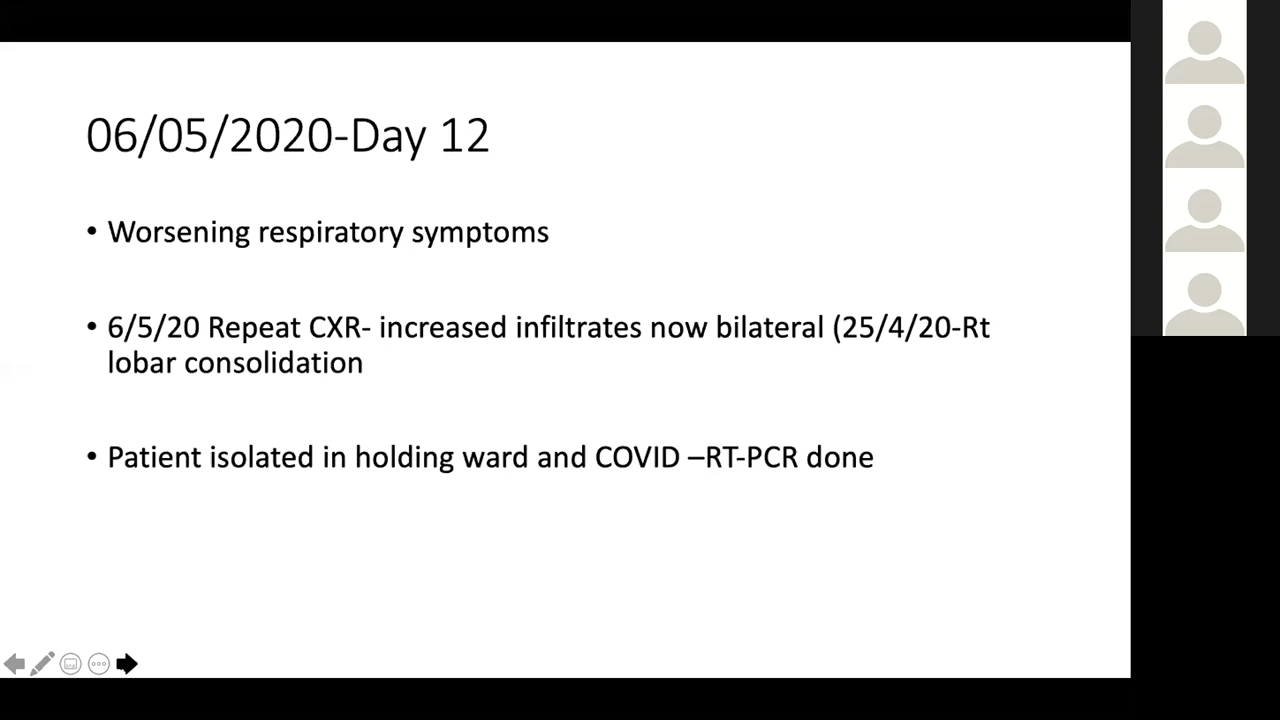 06/05/2020-Day 12
• Worsening respiratory symptoms
• 6/5/20 Repeat CXR- increased infiltrates now bilateral (25/4/20-Rt
lobar consolidation
• Patient isolated in holding ward and COVID –RT-PCR done